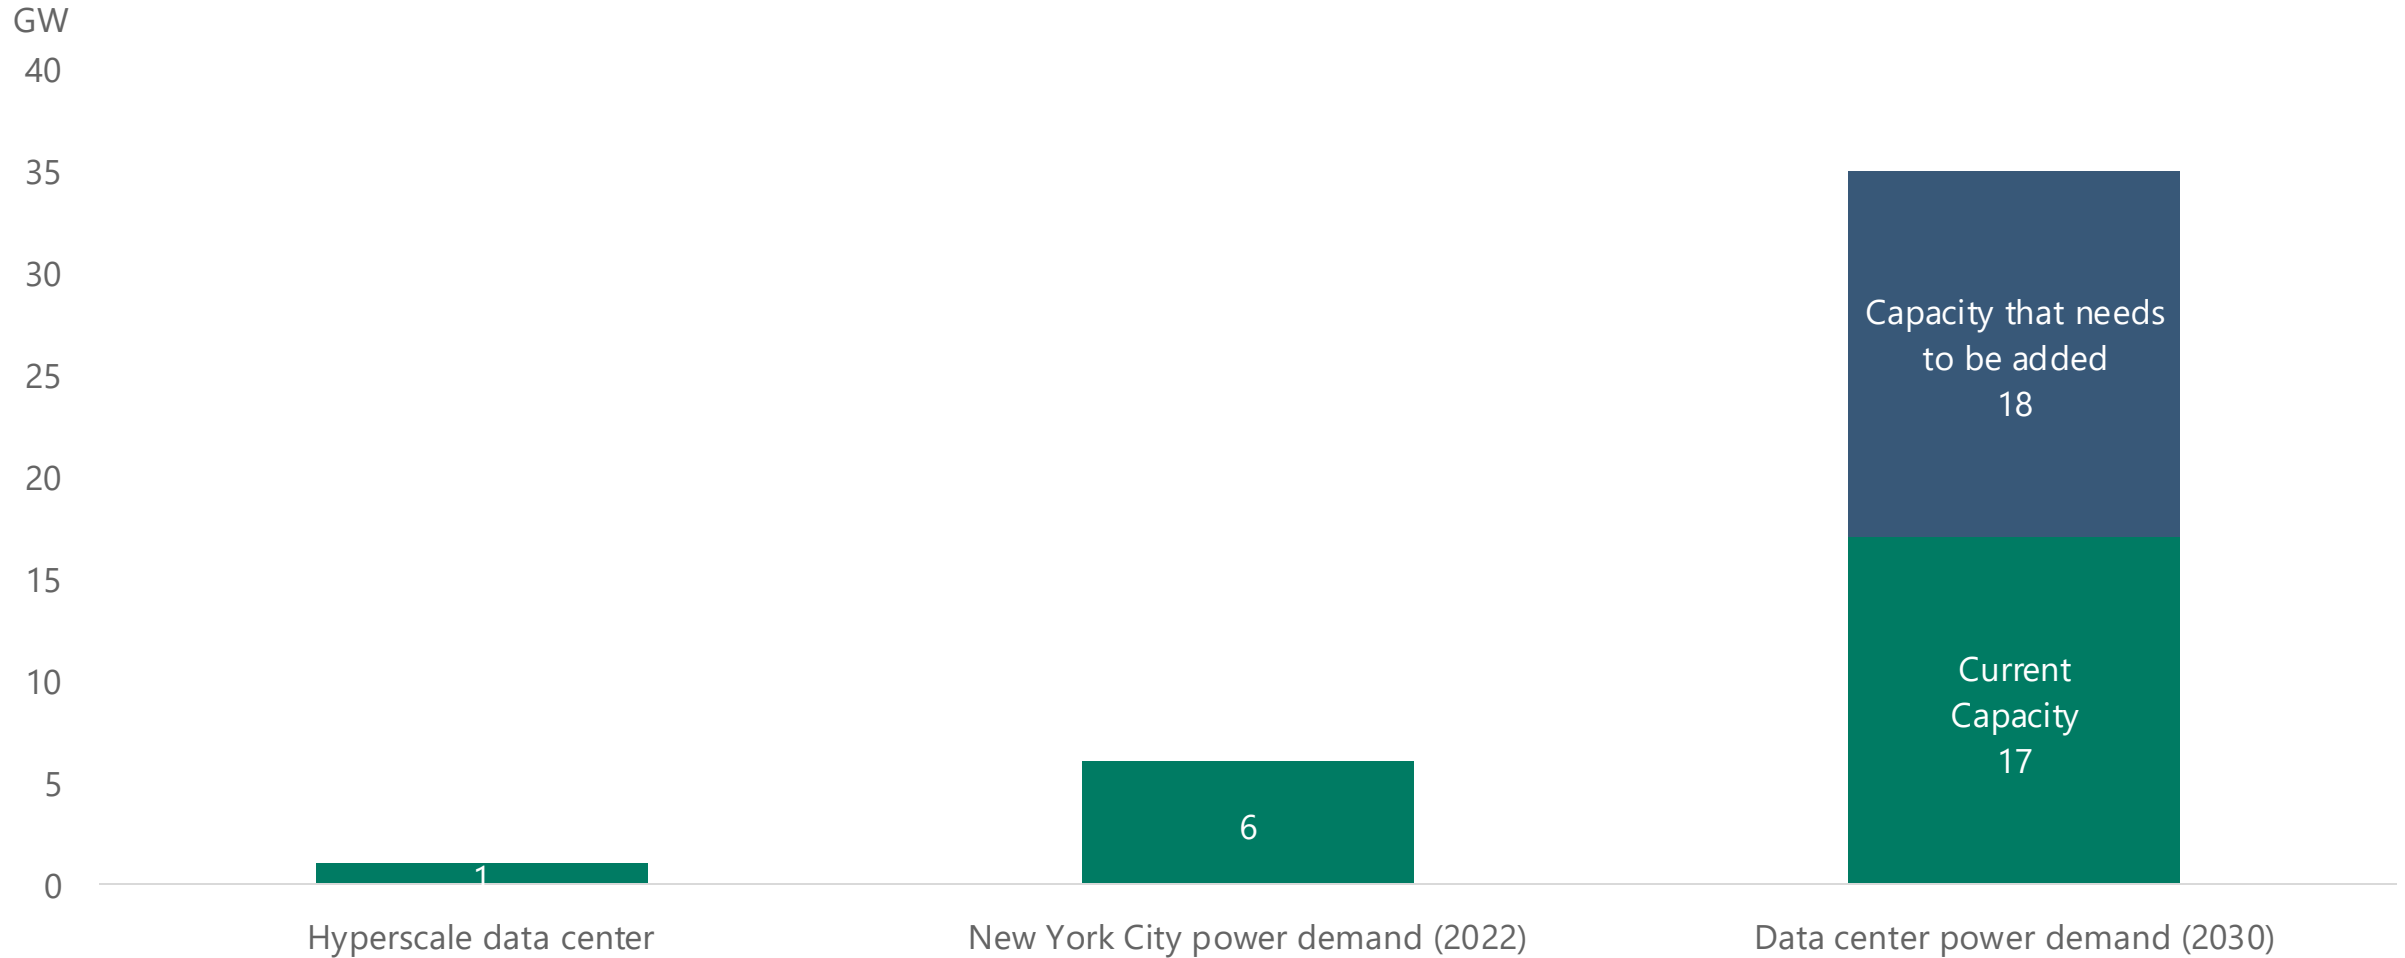 GW
40
35
30
25
20
15
10
5
0
Capacity that needs
to be added
18
Current
Capacity
17
6
1
Hyperscale data center
New York City power demand (2022)
Data center power demand (2030)